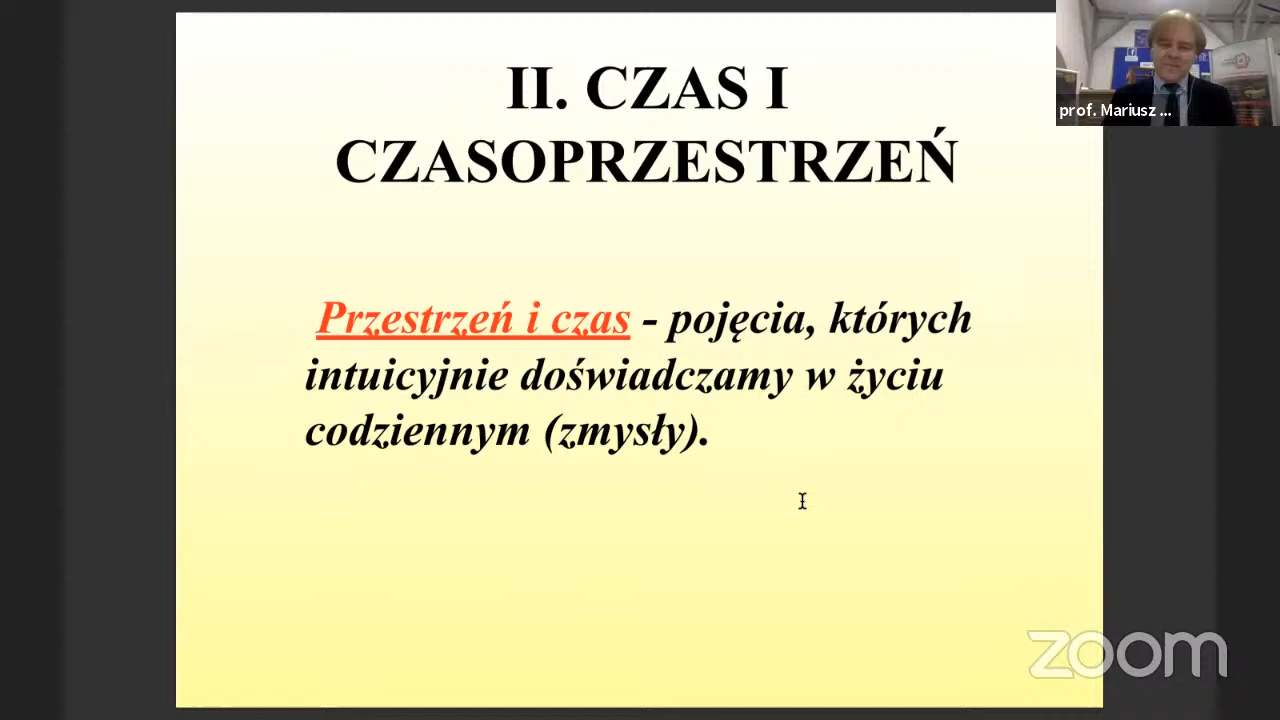 II. CZAS I
CZASOPRZESTRZEŃ
prof. Mariusz ...
Przestrzeń i czas - pojęcia, których
intuicyjnie doświadczamy w życiu
codziennym (zmysły).
zoom